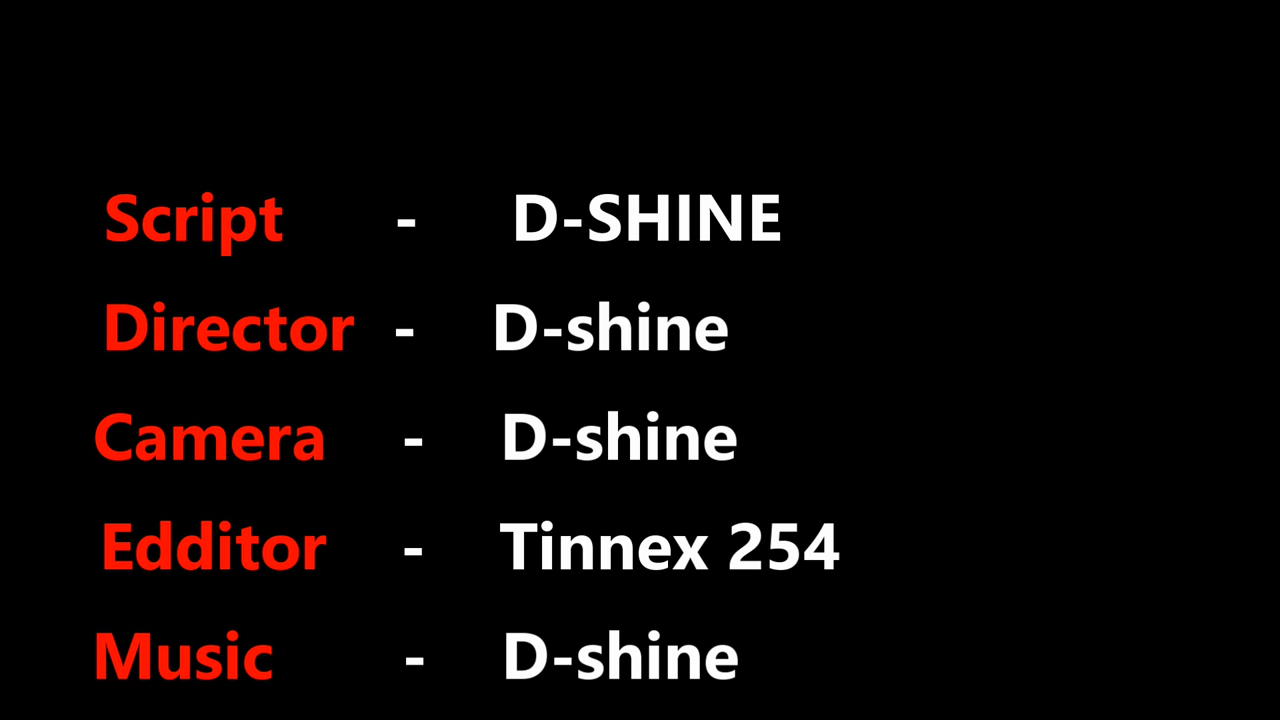 Script - D-SHINE
Director - D-shine
Camera - D-shine
Edditor - Tinnex 254
Music - D-shine